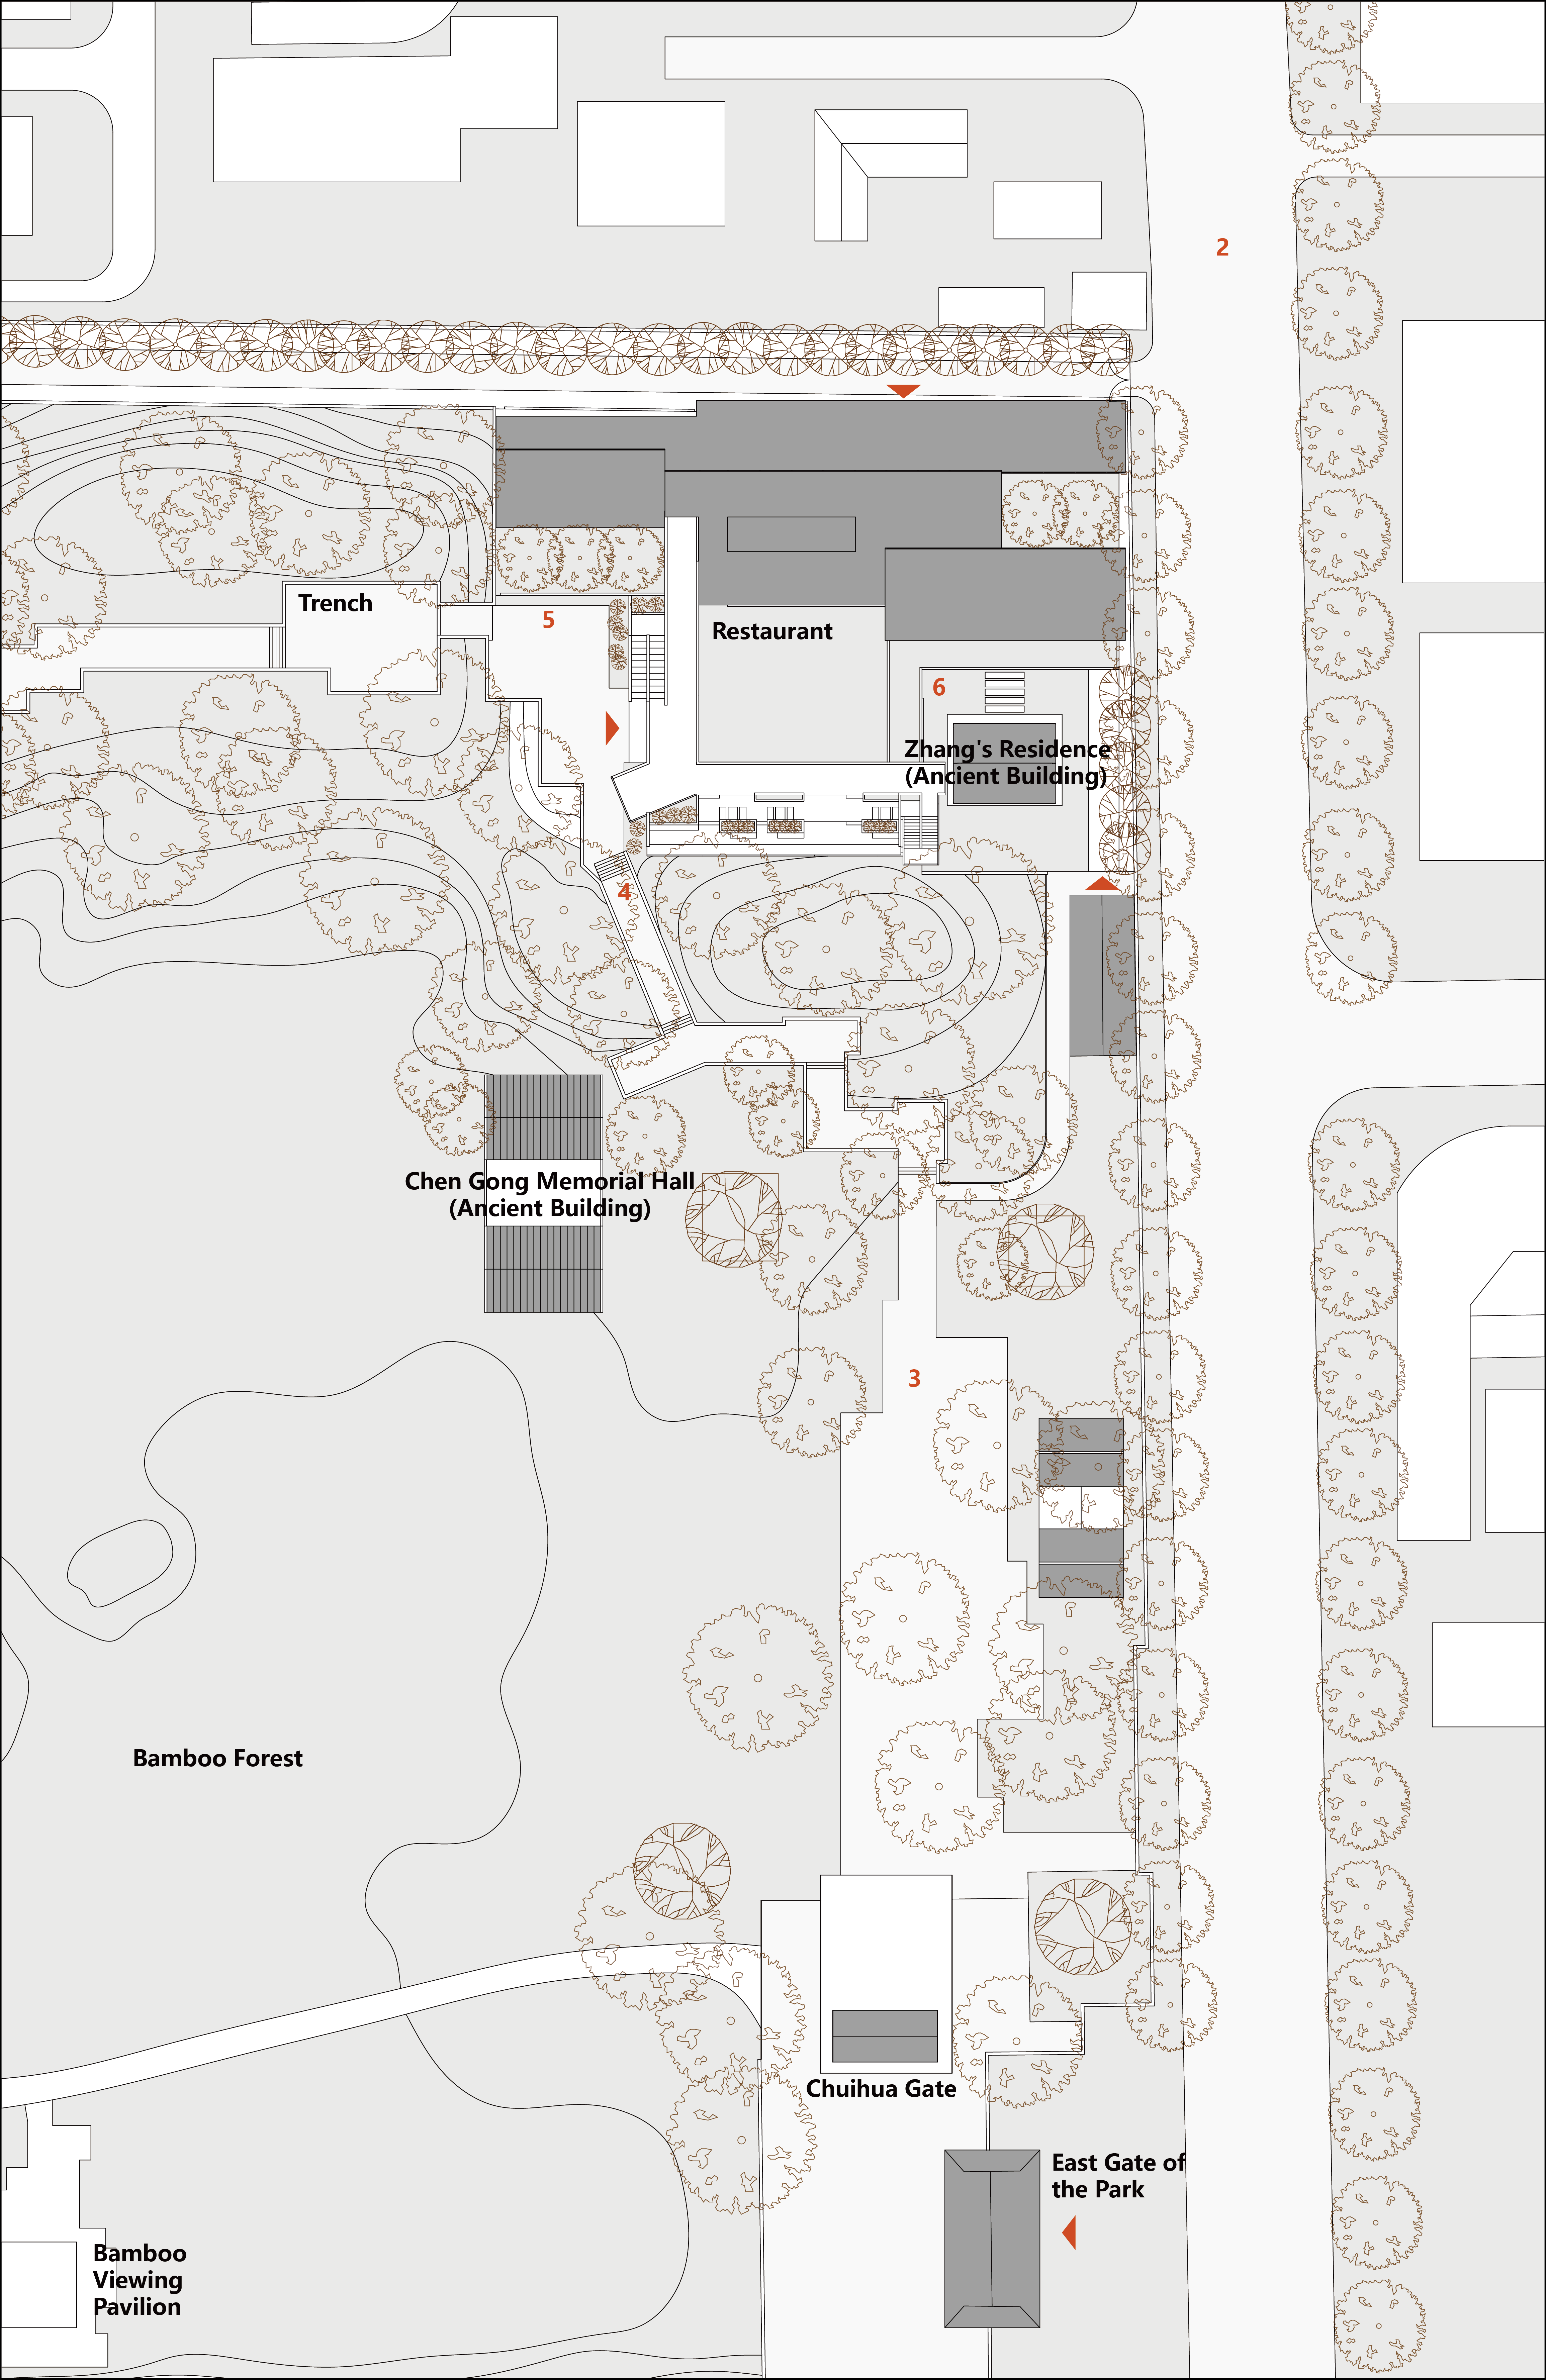 2
Trench
5
Restaurant
6
Zhang's Residence
(Ancient Building)
4
Chen Gong Memorial Hall
(Ancient Building)
3
Bamboo Forest
Chuihua Gate
East Gate of
the Park
Bamboo
Viewing
Pavilion